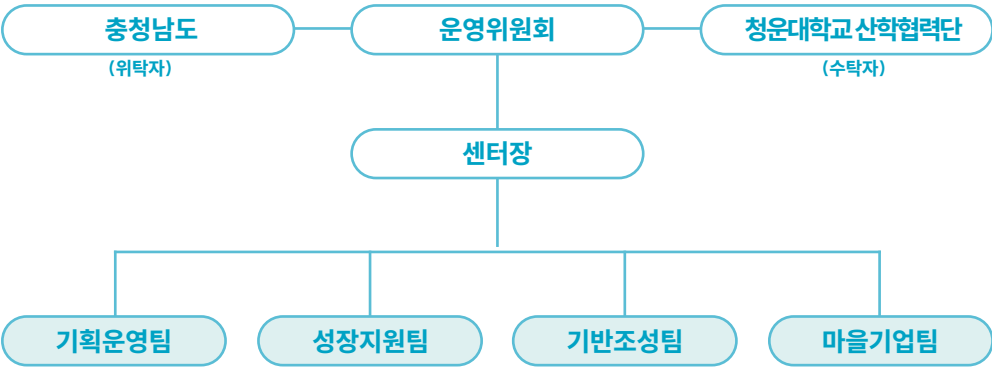 충청남도
운영위원회
청운대학교 산학협력단
(위탁자)
(수탁자)
센터장
기획운영팀
성장지원팀
기반조성팀
마을기업팀